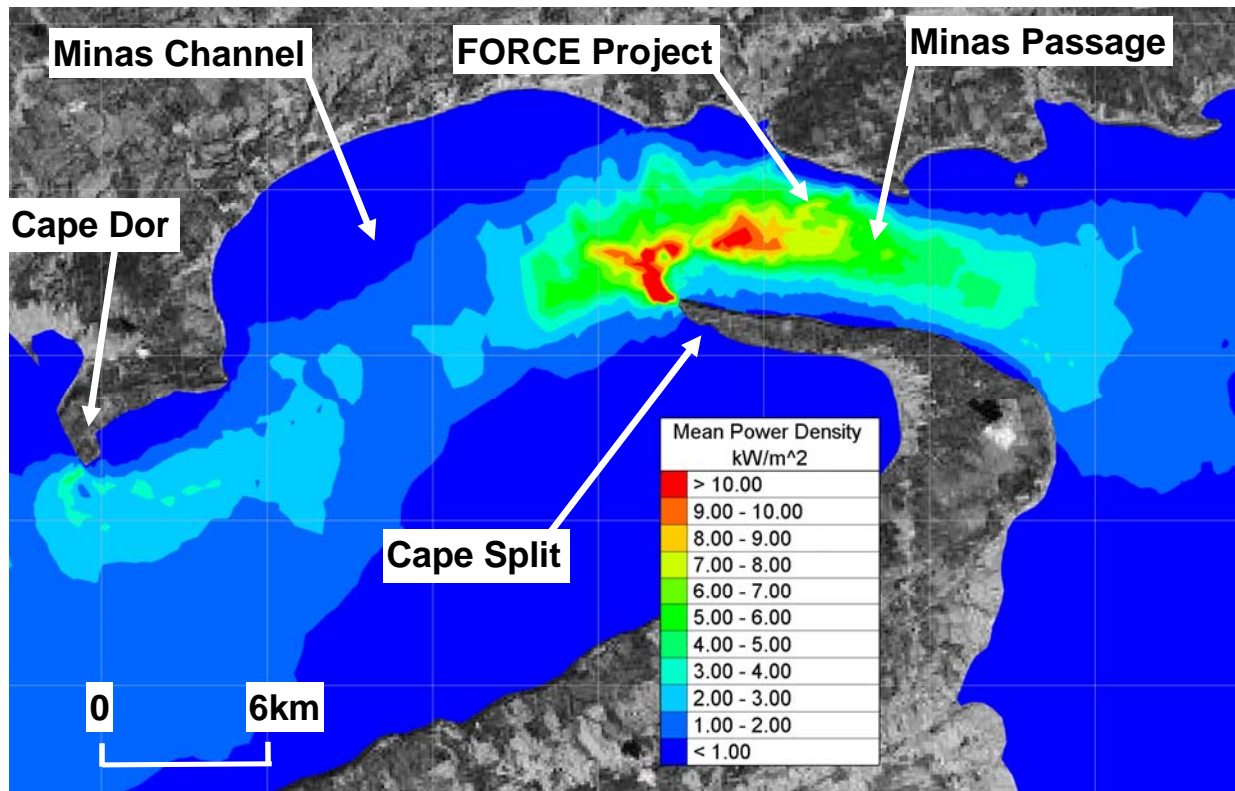 Minas Channel
FORCE Project
Minas Passage
Cape Dor
Cape Split
Mean Power Density
kW/m^2
> 10.00
9.00 - 10.00
8.00 - 9.00
7.00 - 8.00
6.00 - 7.00
5.00 - 6.00
4.00 - 5.00
3.00 - 4.00
2.00 - 3.00
1.00 - 2.00
< 1.00
0
6km